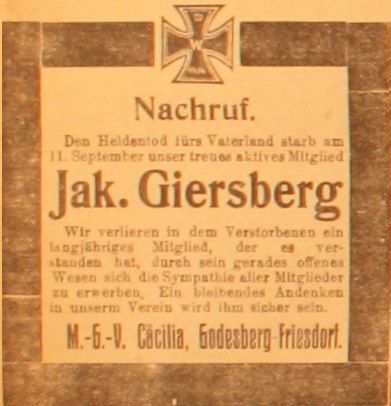 W
1914
Nachruf.
Den Heldentod fürs Vaterland starb am
11. September unser treues aktives Mitglied
Jak. Giersberg
Wir verlieren in dem Verstorbenen ein
langjähriges Mitglied, der es ver-
standen hat, durch sein gerades offenes
Wesen sich die Sympathie aller Mitglieder
zu erwerben. Ein bleibendes Andenken
in unserm Verein wird ihm sicher sein.
M.-G.-V. Cäcilia, Godesberg-Friesdorf.